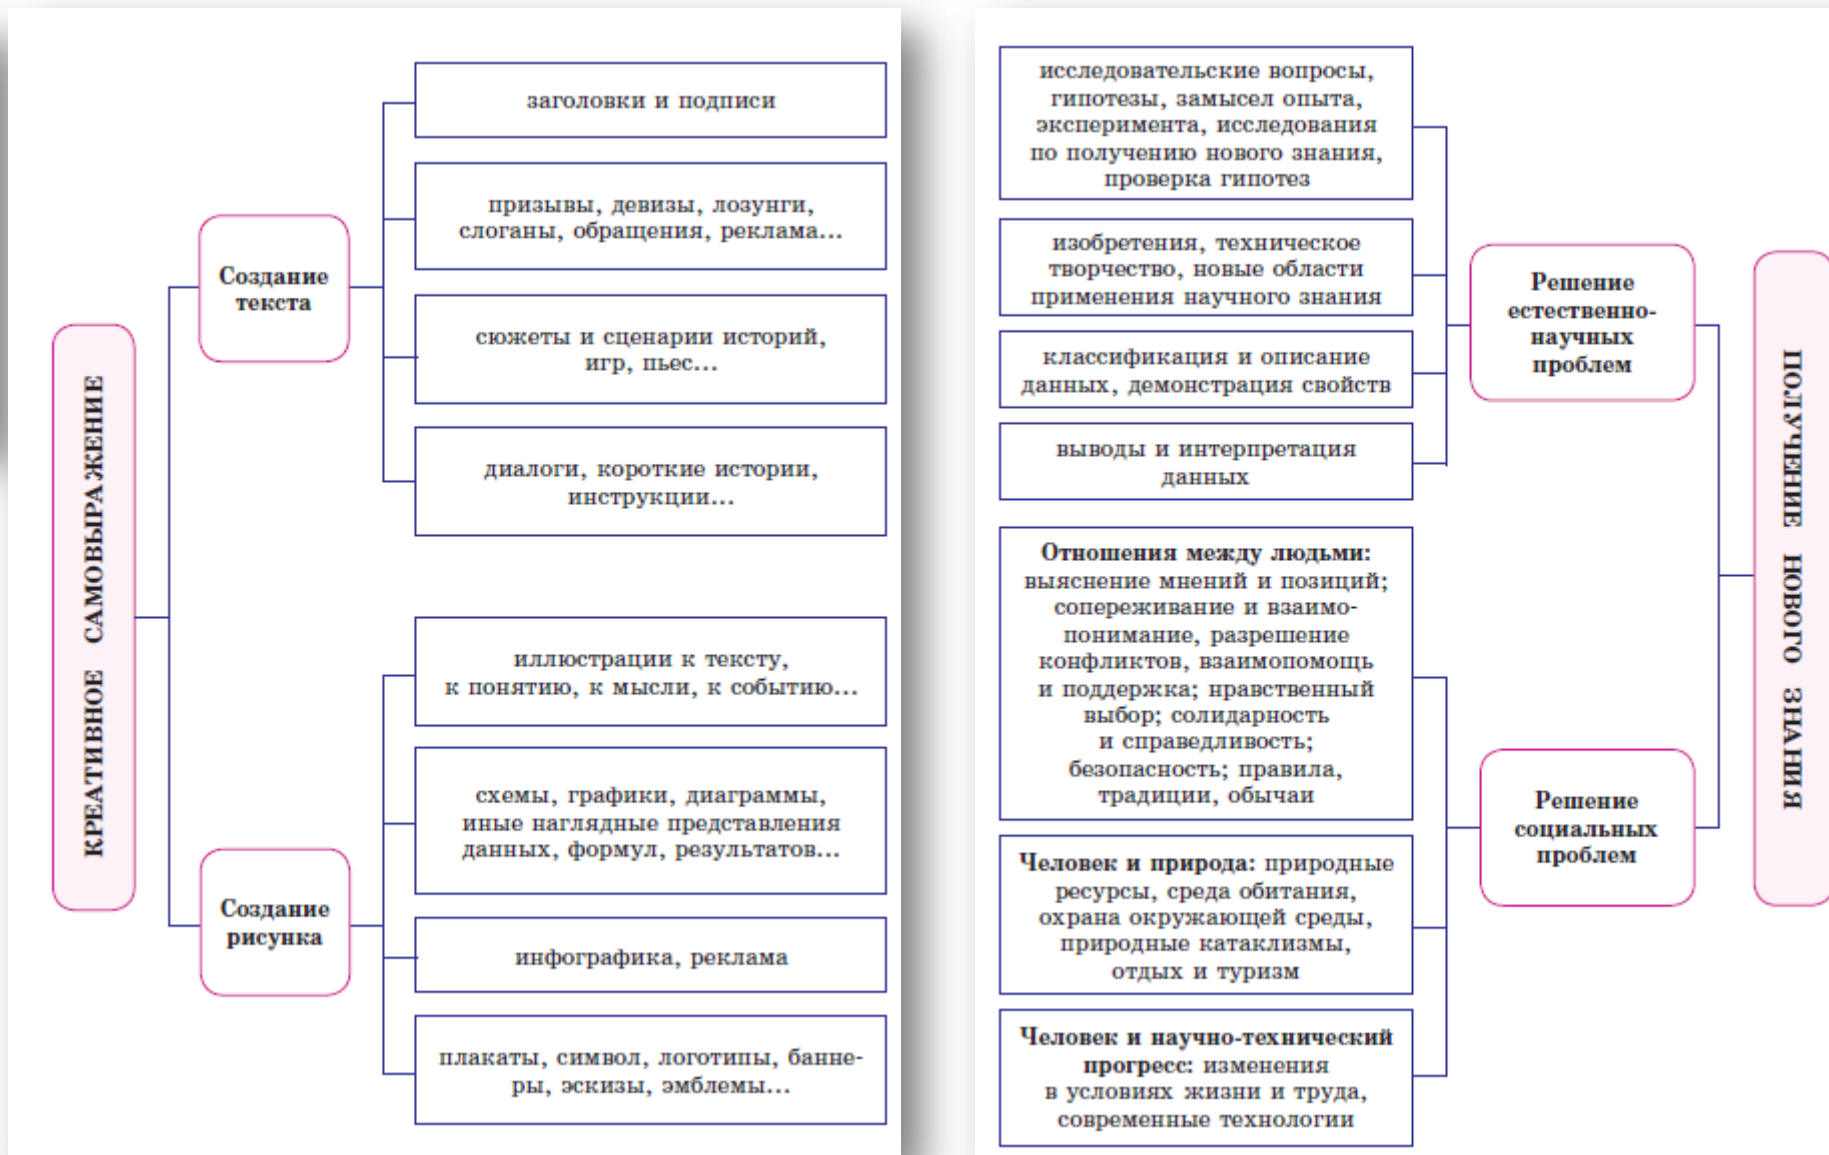 КРЕАТИВНОЕ САМОВЫРАЖЕНИЕ
Создание
текста
заголовки и подписи
призывы, девизы, лозунги,
слоганы, обращения, реклама...
сюжеты и сценарии историй,
игр, пьес...
диалоги, короткие истории,
инструкции...
Создание
рисунка
иллюстрации к тексту,
к понятию, к мысли, к событию...
схемы, графики, диаграммы,
иные наглядные представления
данных, формул, результатов...
инфографика, реклама
плакаты, символ, логотипы, банне-
ры, эскизы, эмблемы...
ПОЛУЧЕНИЕ НОВОГО ЗНАНИЯ
Решение
естественно-
научных
проблем
исследовательские вопросы,
гипотезы, замысел опыта,
эксперимента, исследования
по получению нового знания,
проверка гипотез
изобретения, техническое
творчество, новые области
применения научного знания
классификация и описание
данных, демонстрация свойств
выводы и интерпретация
данных
Решение
социальных
проблем
Отношения между людьми:
выяснение мнений и позиций;
сопереживание и взаимо-
понимание, разрешение
конфликтов, взаимопомощь
и поддержка; нравственный
выбор; солидарность
и справедливость;
безопасность; правила,
традиции, обычаи
Человек и природа: природные
ресурсы, среда обитания,
охрана окружающей среды,
природные катаклизмы,
отдых и туризм
Человек и научно-технический
прогресс: изменения
в условиях жизни и труда,
современные технологии